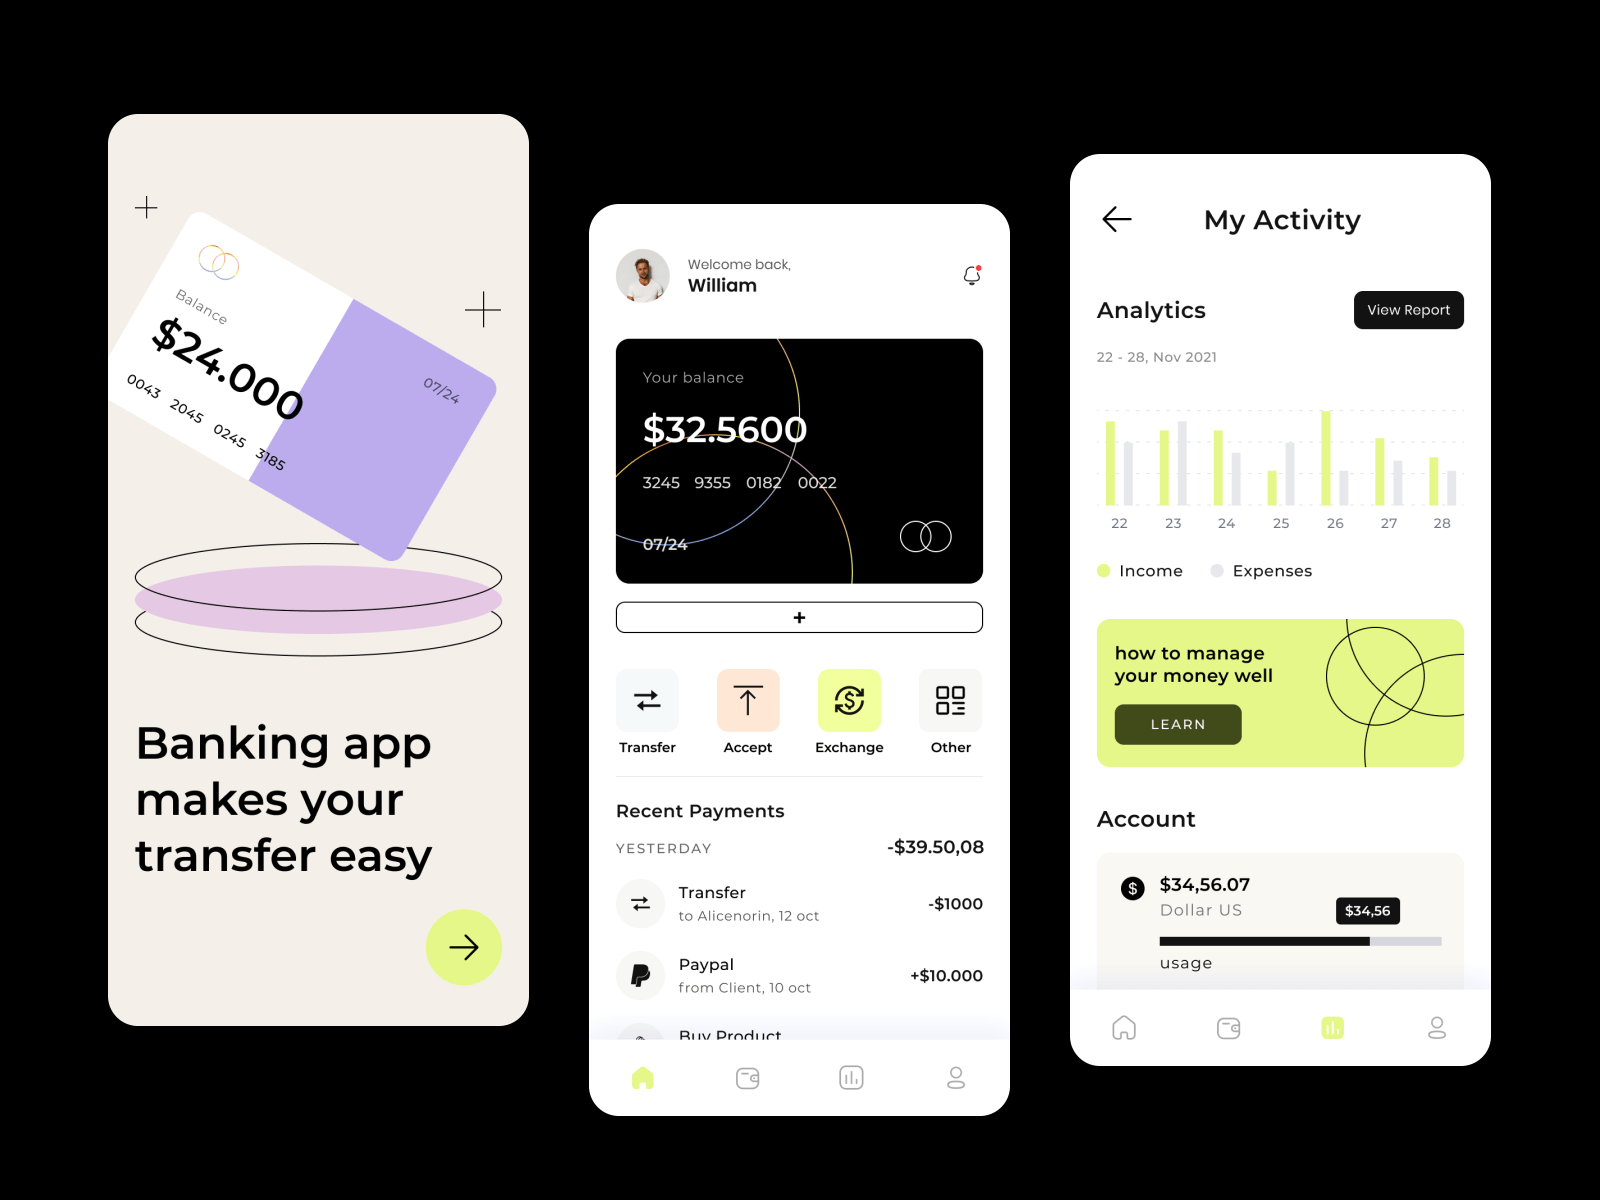 Balance
$24.000
07/24
0043 2045 0245 3185
Banking app
makes your
transfer easy
Welcome back,
William
Your balance
$32.5600
3245 9355 0182 0022
07/24
+
Transfer Accept Exchange Other
Recent Payments
YESTERDAY -$39.50,08
Transfer
to Alicenorin, 12 oct
-$1000
Paypal
from Client, 10 oct
+$10.000
Buy Product
My Activity
Analytics
View Report
22 - 28, Nov 2021
22 23 24 25 26 27 28
Income Expenses
how to manage
your money well
LEARN
Account
$34,56.07
Dollar US
$34,56
usage